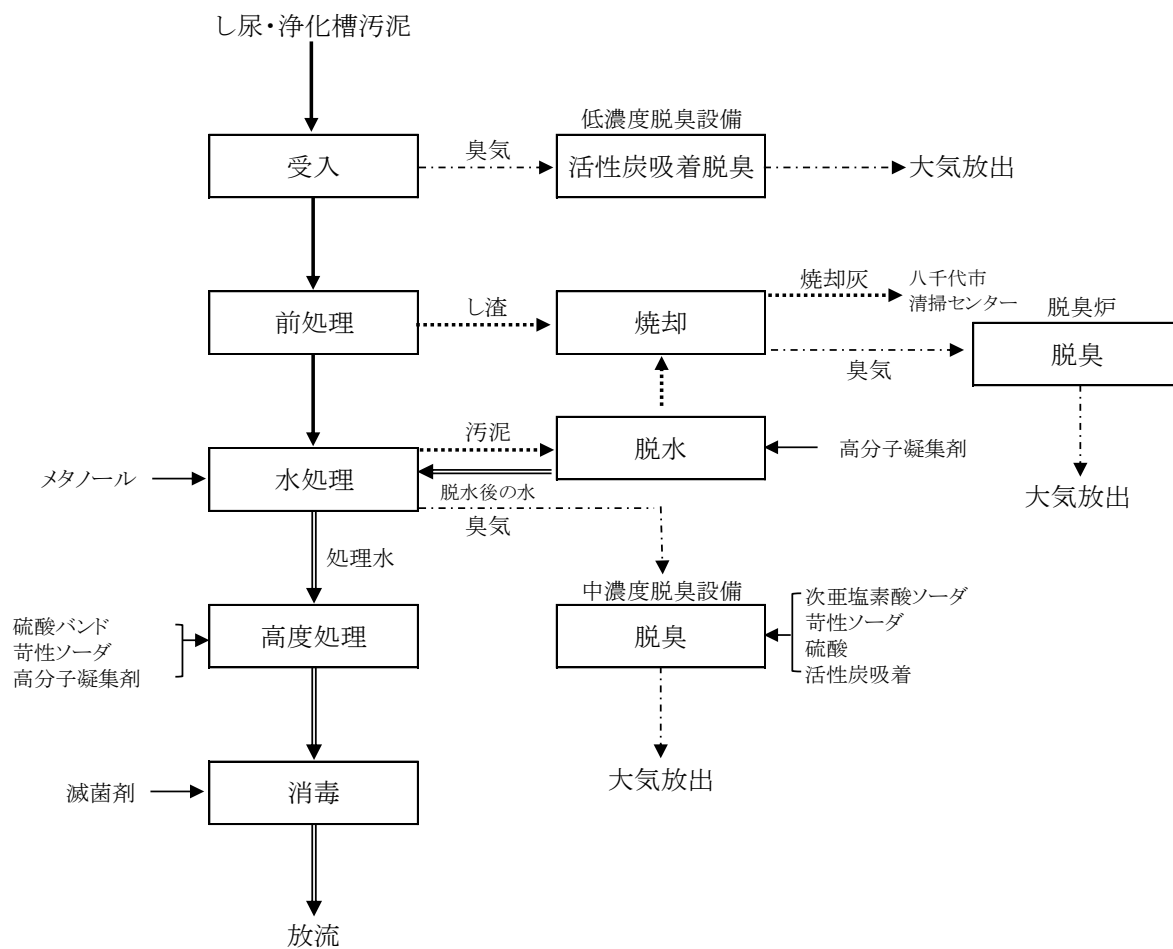 し尿・浄化槽汚泥
低濃度脱臭設備
受入
臭気
活性炭吸着脱臭
大気放出
前処理
し渣
焼却
焼却灰
八千代市
清掃センター
脱臭炉
臭気
脱臭
大気放出
メタノール
水処理
汚泥
脱水
高分子凝集剤
脱水後の水
臭気
処理水
中濃度脱臭設備
硫酸バンド
苛性ソーダ
高分子凝集剤
高度処理
脱臭
次亜塩素酸ソーダ
苛性ソーダ
硫酸
活性炭吸着
大気放出
滅菌剤
消毒
放流